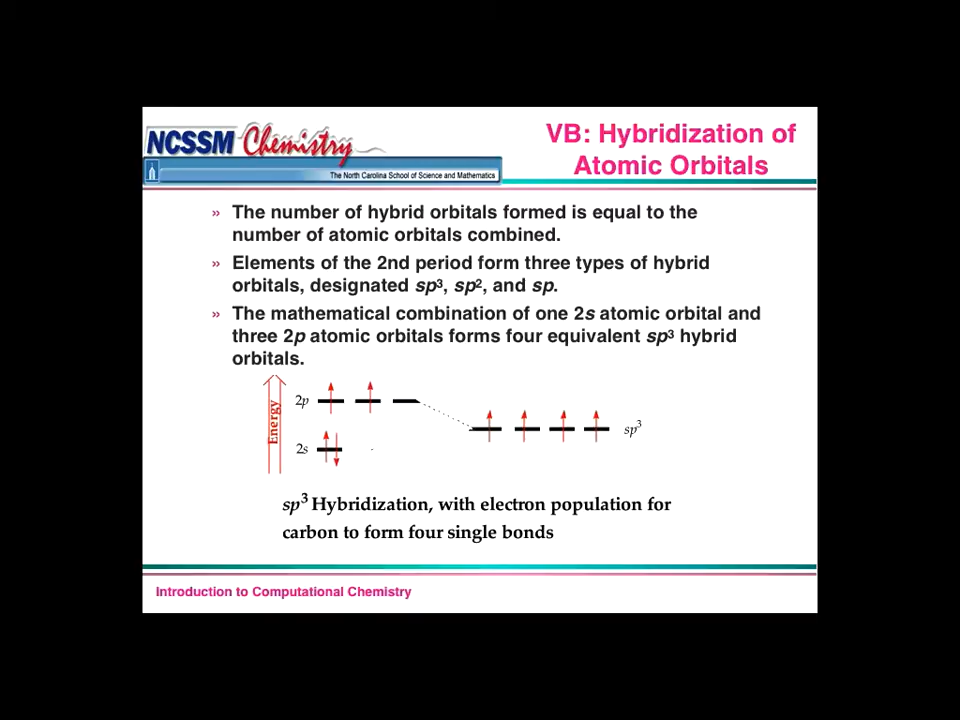 NCSSM Chemistry
The North Carolina School of Science and Mathematics
VB: Hybridization of
Atomic Orbitals
» The number of hybrid orbitals formed is equal to the
number of atomic orbitals combined.
» Elements of the 2nd period form three types of hybrid
orbitals, designated sp3, sp2, and sp.
» The mathematical combination of one 2s atomic orbital and
three 2p atomic orbitals forms four equivalent sp3 hybrid
orbitals.
Energy
2p
sp3
2s
sp3 Hybridization, with electron population for
carbon to form four single bonds
Introduction to Computational Chemistry